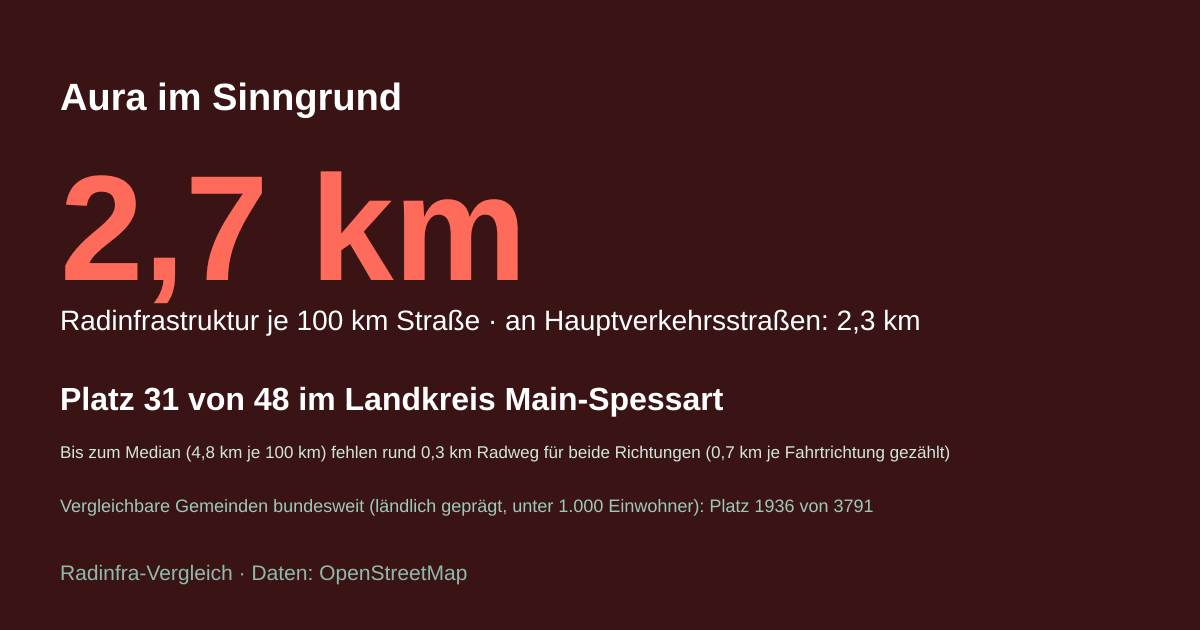 Aura im Sinngrund
2,7 km
Radinfrastruktur je 100 km Straße · an Hauptverkehrsstraßen: 2,3 km
Platz 31 von 48 im Landkreis Main-Spessart
Bis zum Median (4,8 km je 100 km) fehlen rund 0,3 km Radweg für beide Richtungen (0,7 km je Fahrtrichtung gezählt)
Vergleichbare Gemeinden bundesweit (ländlich geprägt, unter 1.000 Einwohner): Platz 1936 von 3791
Radinfra-Vergleich · Daten: OpenStreetMap